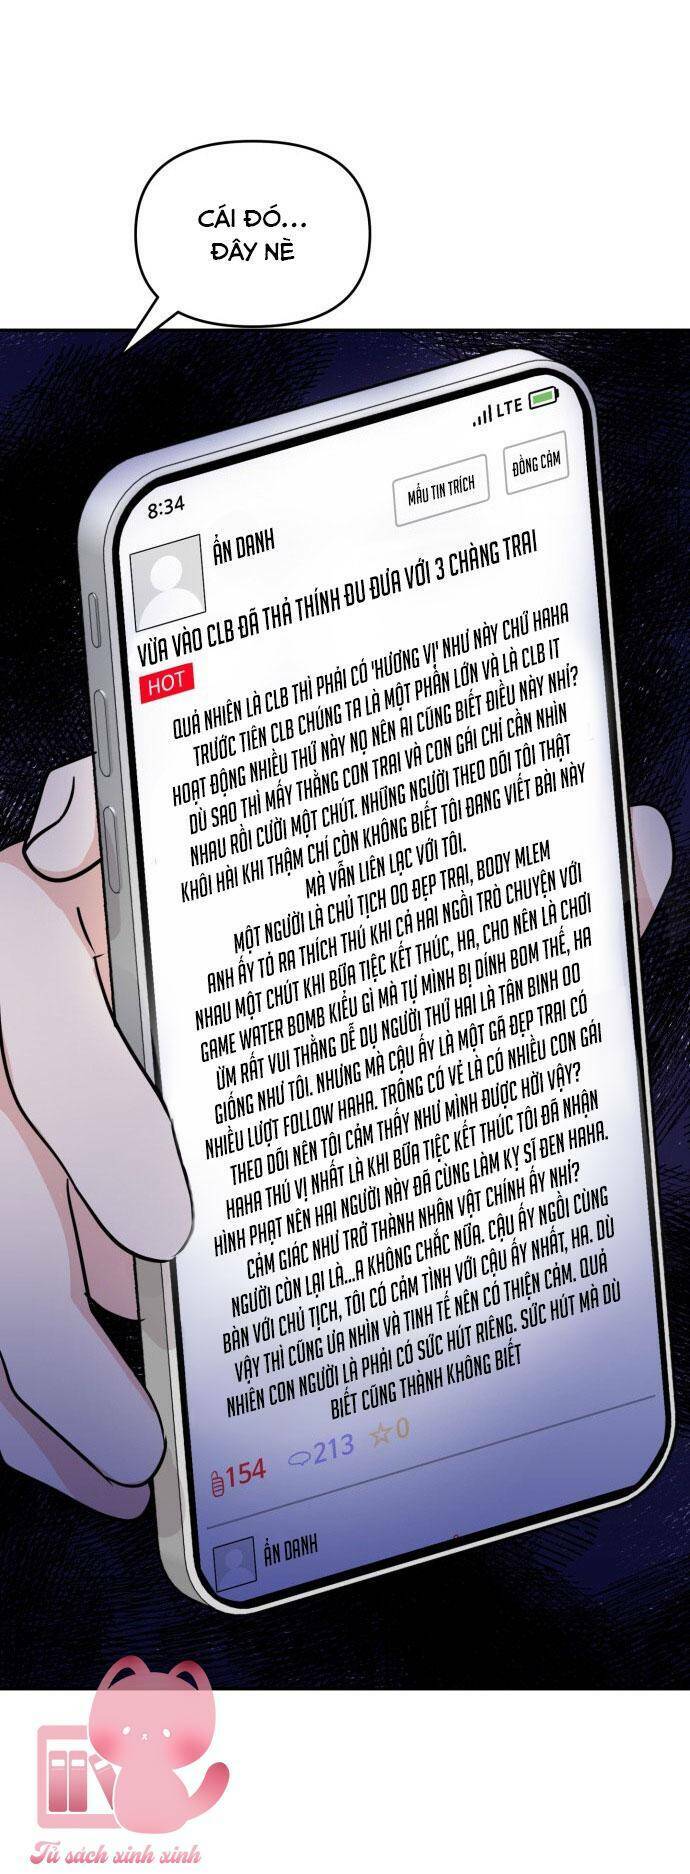 CÁI ĐÓ...
ĐÂY NÈ
LTE
8:34
MẨU TIN TRÍCH
ĐỒNG CẢM
ẨN DANH
VỪA VÀO CLB ĐÃ THẢ THÍNH ĐU ĐƯA VỚI 3 CHÀNG TRAI
HOT
QUẢ NHIÊN LÀ CLB THÌ PHẢI CÓ 'HƯƠNG VỊ' NHƯ NÀY CHỨ HAHA
TRƯỚC TIÊN CLB CHÚNG TA LÀ MỘT PHẦN LỚN VÀ LÀ CLB IT
HOẠT ĐỘNG NHIỀU THỨ NÀY NỌ NÊN AI CŨNG BIẾT ĐIỀU NÀY NHỈ?
DÙ SAO THÌ MẤY THẰNG CON TRAI VÀ CON GÁI CHỈ CẦN NHÌN
NHAU RỒI CƯỜI MỘT CHÚT. NHỮNG NGƯỜI THEO DÕI TÔI THẬT
KHÔI HÀI KHI THẬM CHÍ CÒN KHÔNG BIẾT TÔI ĐANG VIẾT BÀI NÀY
MÀ VẪN LIÊN LẠC VỚI TÔI.
MỘT NGƯỜI LÀ CHỦ TỊCH OO ĐẸP TRAI, BODY MLEM
ANH ẤY TỎ RA THÍCH THÚ KHI CẢ HAI NGỒI TRÒ CHUYỆN VỚI
NHAU MỘT CHÚT KHI BỮA TIỆC KẾT THÚC, HA, CHO NÊN LÀ CHƠI
GAME WATER BOMB KIỂU GÌ MÀ TỰ MÌNH BỊ DÍNH BOM THẾ, HA
ỪM RẤT VUI THẰNG DỄ DỤ NGƯỜI THỨ HAI LÀ TÂN BINH OO
GIỐNG NHƯ TÔI. NHƯNG MÀ CẬU ẤY LÀ MỘT GÃ ĐẸP TRAI CÓ
NHIỀU LƯỢT FOLLOW HAHA. TRÔNG CÓ VẺ LÀ CÓ NHIỀU CON GÁI
THEO DÕI NÊN TÔI CẢM THẤY NHƯ MÌNH ĐƯỢC HỜI VẬY?
HAHA THÚ VỊ NHẤT LÀ KHI BỮA TIỆC KẾT THÚC TÔI ĐÃ NHẬN
HÌNH PHẠT NÊN HAI NGƯỜI NÀY ĐÃ CÙNG LÀM KỴ SĨ ĐEN HAHA.
CẢM GIÁC NHƯ TRỞ THÀNH NHÂN VẬT CHÍNH ẤY NHỈ?
NGƯỜI CÒN LẠI LÀ...A KHÔNG CHẮC NỮA. CẬU ẤY NGỒI CÙNG
BÀN VỚI CHỦ TỊCH, TÔI CÓ CẢM TÌNH VỚI CẬU ẤY NHẤT, HA. DÙ
VẬY THÌ CŨNG ƯA NHÌN VÀ TINH TẾ NÊN CÓ THIỆN CẢM. QUẢ
NHIÊN CON NGƯỜI LÀ PHẢI CÓ SỨC HÚT RIÊNG. SỨC HÚT MÀ DÙ
BIẾT CŨNG THÀNH KHÔNG BIẾT
154 213 0
ẨN DANH
Tủ sách xinh xinh